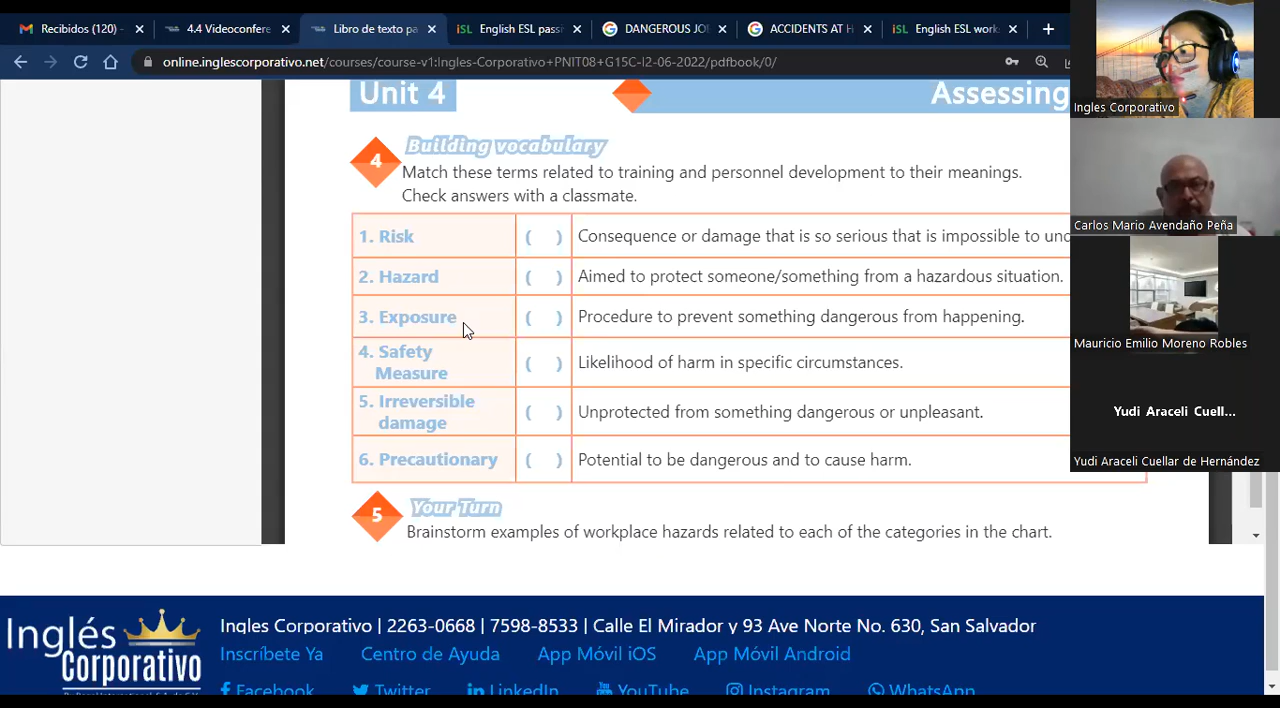 Recibidos (120) -
4.4 Videoconfere
Libro de texto pa
English ESL pass
DANGEROUS JO
ACCIDENTS AT H
English ESL work
online.inglescorporativo.net/courses/course-v1:Ingles-Corporativo+PNIT08+G15C-I2-06-2022/pdfbook/0/
Ingles Corporativo
Carlos Mario Avendaño Peña
Mauricio Emilio Moreno Robles
Yudi Araceli Cuell...
Yudi Araceli Cuellar de Hernández
Unit 4
Assessing
4 Building vocabulary
Match these terms related to training and personnel development to their meanings.
Check answers with a classmate.
1. Risk ( ) Consequence or damage that is so serious that is impossible to und
2. Hazard ( ) Aimed to protect someone/something from a hazardous situation.
3. Exposure ( ) Procedure to prevent something dangerous from happening.
4. Safety
Measure ( ) Likelihood of harm in specific circumstances.
5. Irreversible
damage ( ) Unprotected from something dangerous or unpleasant.
6. Precautionary ( ) Potential to be dangerous and to cause harm.
5 Your Turn
Brainstorm examples of workplace hazards related to each of the categories in the chart.
Inglés
Corporativo
Ingles Corporativo | 2263-0668 | 7598-8533 | Calle El Mirador y 93 Ave Norte No. 630, San Salvador
Inscríbete Ya Centro de Ayuda App Móvil iOS App Móvil Android
Facebook Twitter LinkedIn YouTube Instagram WhatsApp